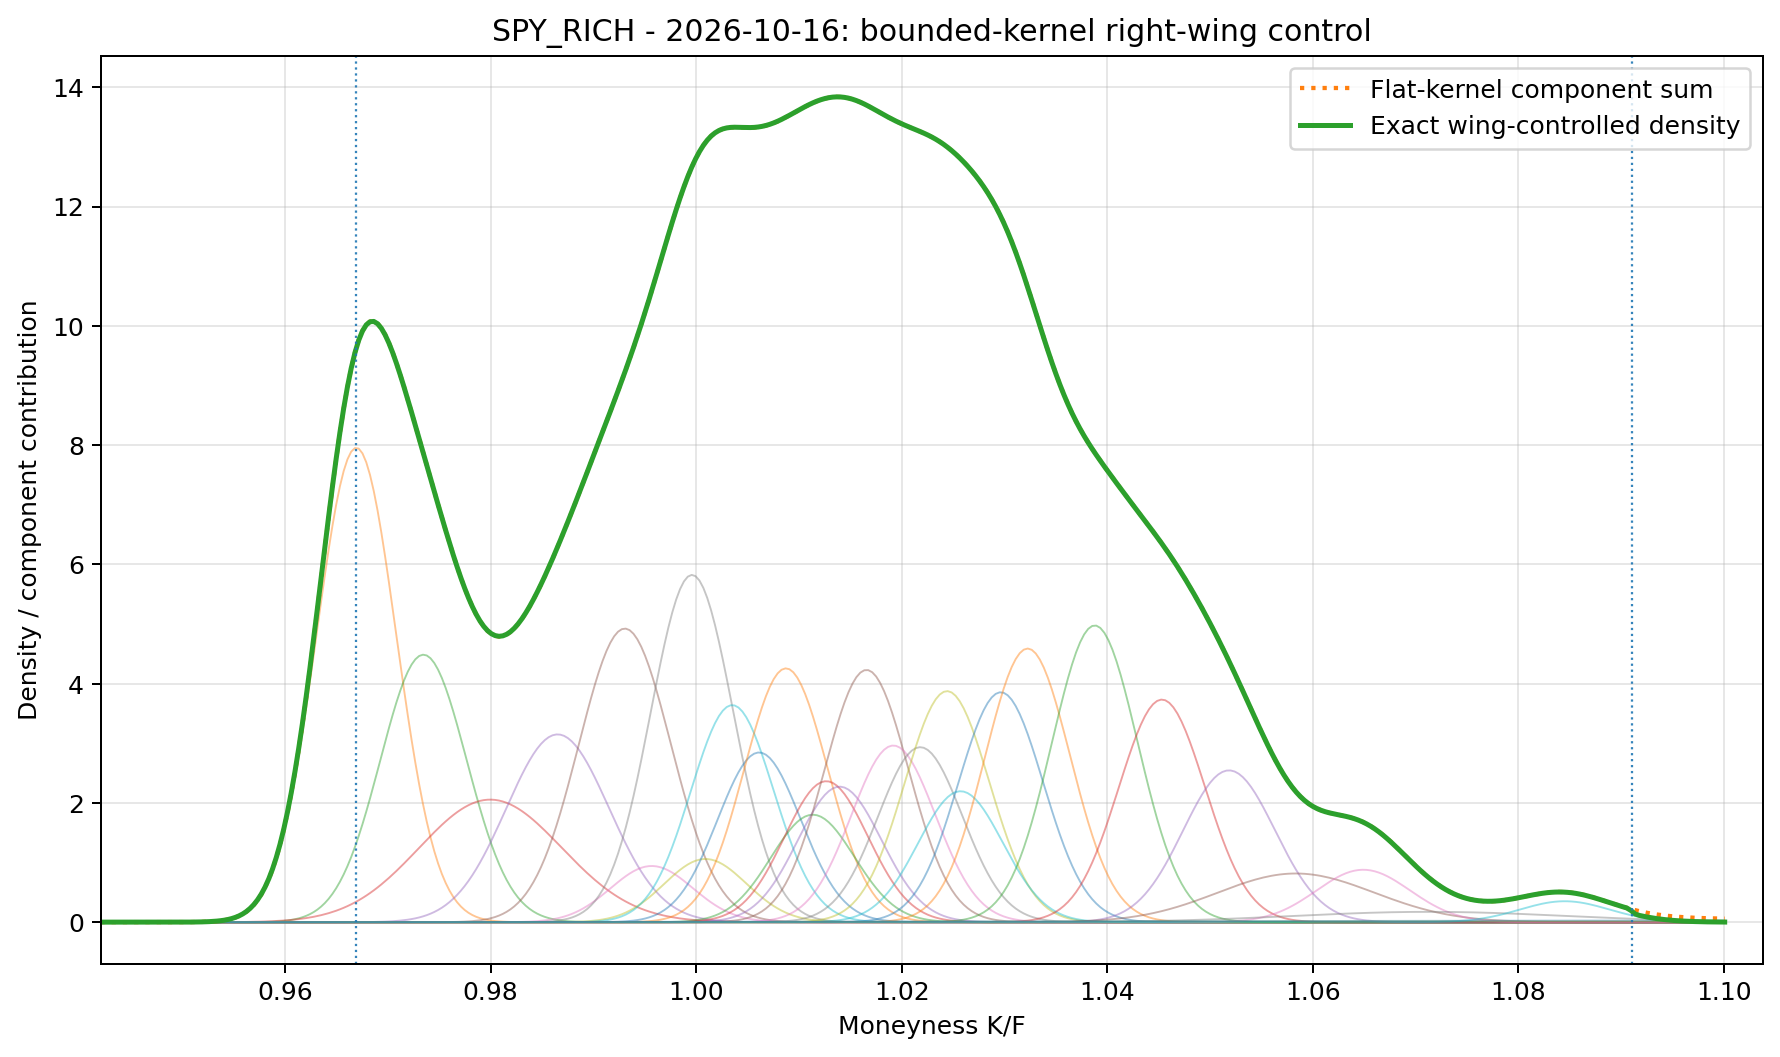 SPY_RICH - 2026-10-16: bounded-kernel right-wing control
Flat-kernel component sum
Exact wing-controlled density
Density / component contribution
14
12
10
8
6
4
2
0
0.96 0.98 1.00 1.02 1.04 1.06 1.08 1.10
Moneyness K/F